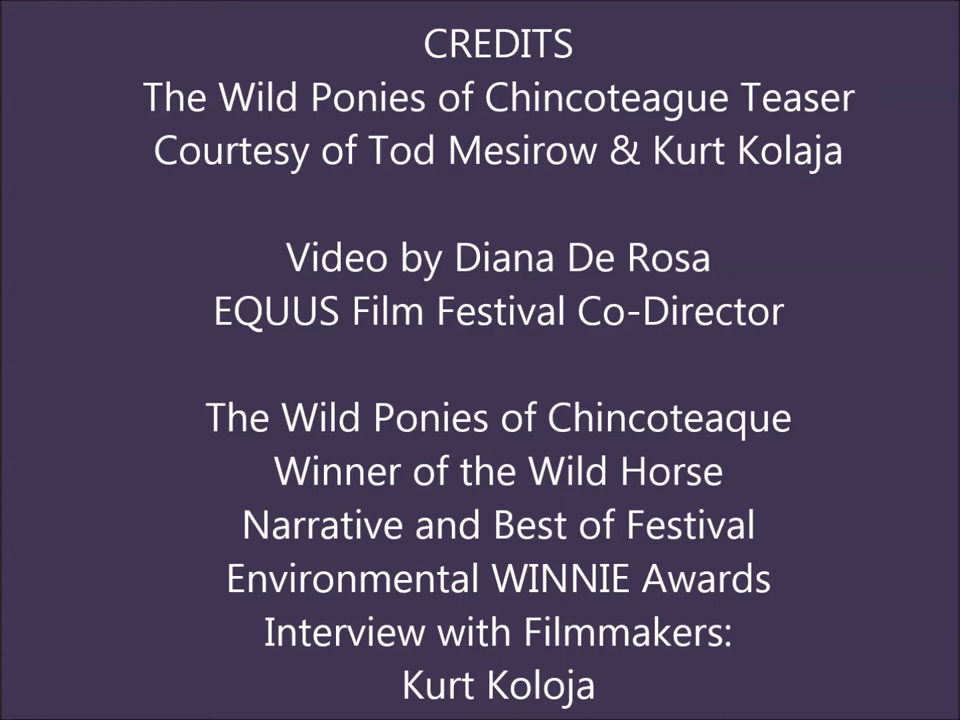 CREDITS
The Wild Ponies of Chincoteague Teaser
Courtesy of Tod Mesirow & Kurt Kolaja
Video by Diana De Rosa
EQUUS Film Festival Co-Director
The Wild Ponies of Chincoteaque
Winner of the Wild Horse
Narrative and Best of Festival
Environmental WINNIE Awards
Interview with Filmmakers:
Kurt Koloja